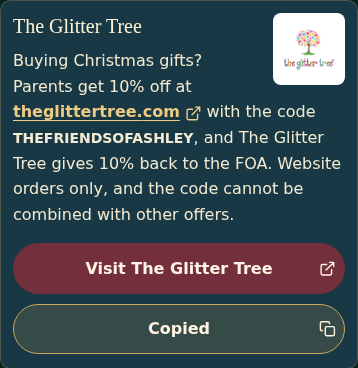 The Glitter Tree
the glitter tree
Buying Christmas gifts?
Parents get 10% off at
theglittertree.com with the code
THEFRIENDSOFASHLEY, and The Glitter
Tree gives 10% back to the FOA. Website
orders only, and the code cannot be
combined with other offers.
Visit The Glitter Tree
Copied